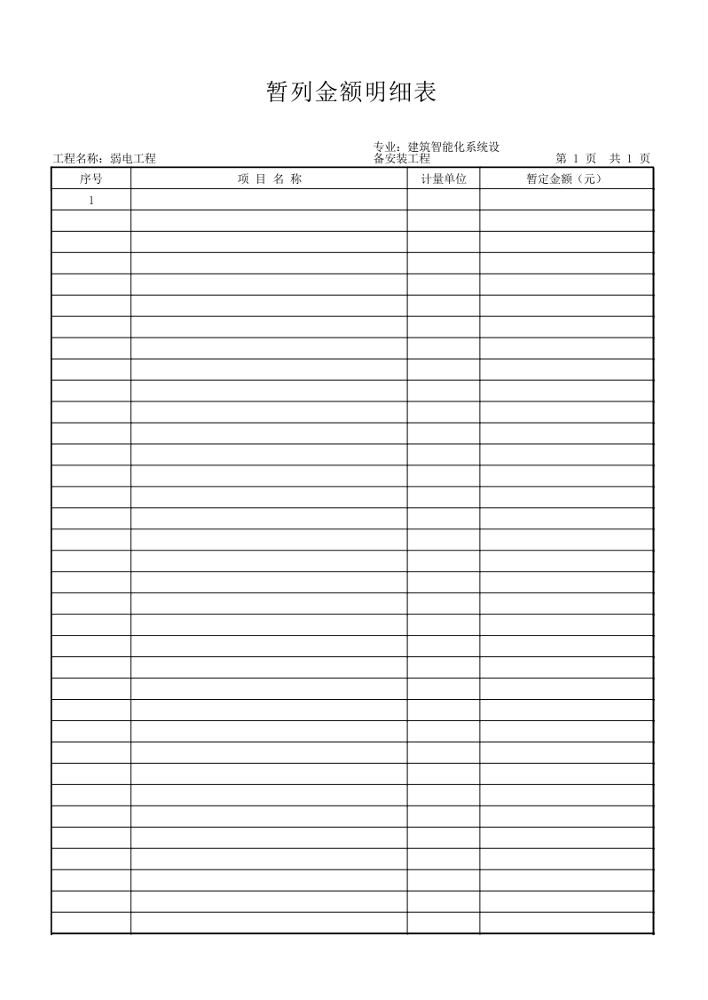 暂列金额明细表
专业：建筑智能化系统设
工程名称：弱电工程 备安装工程 第 1 页 共 1 页
序号 项 目 名 称 计量单位 暂定金额（元）
1